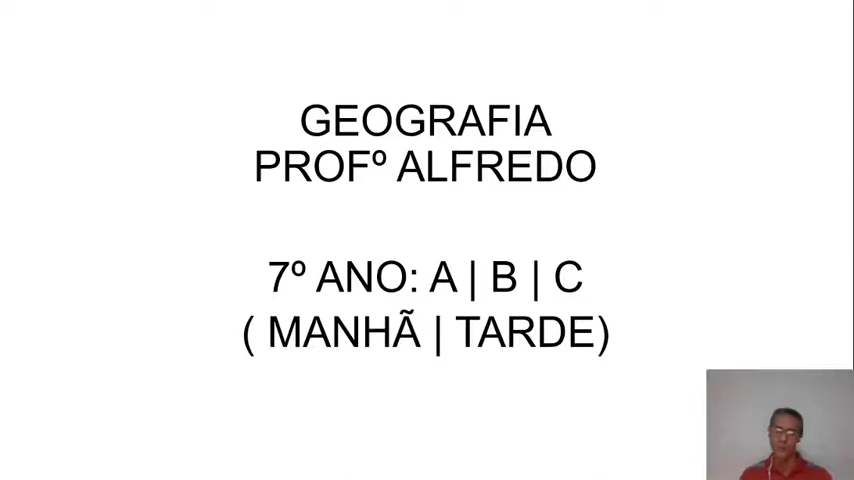 GEOGRAFIA
PROFº ALFREDO
7º ANO: A | B | C
( MANHÃ | TARDE)